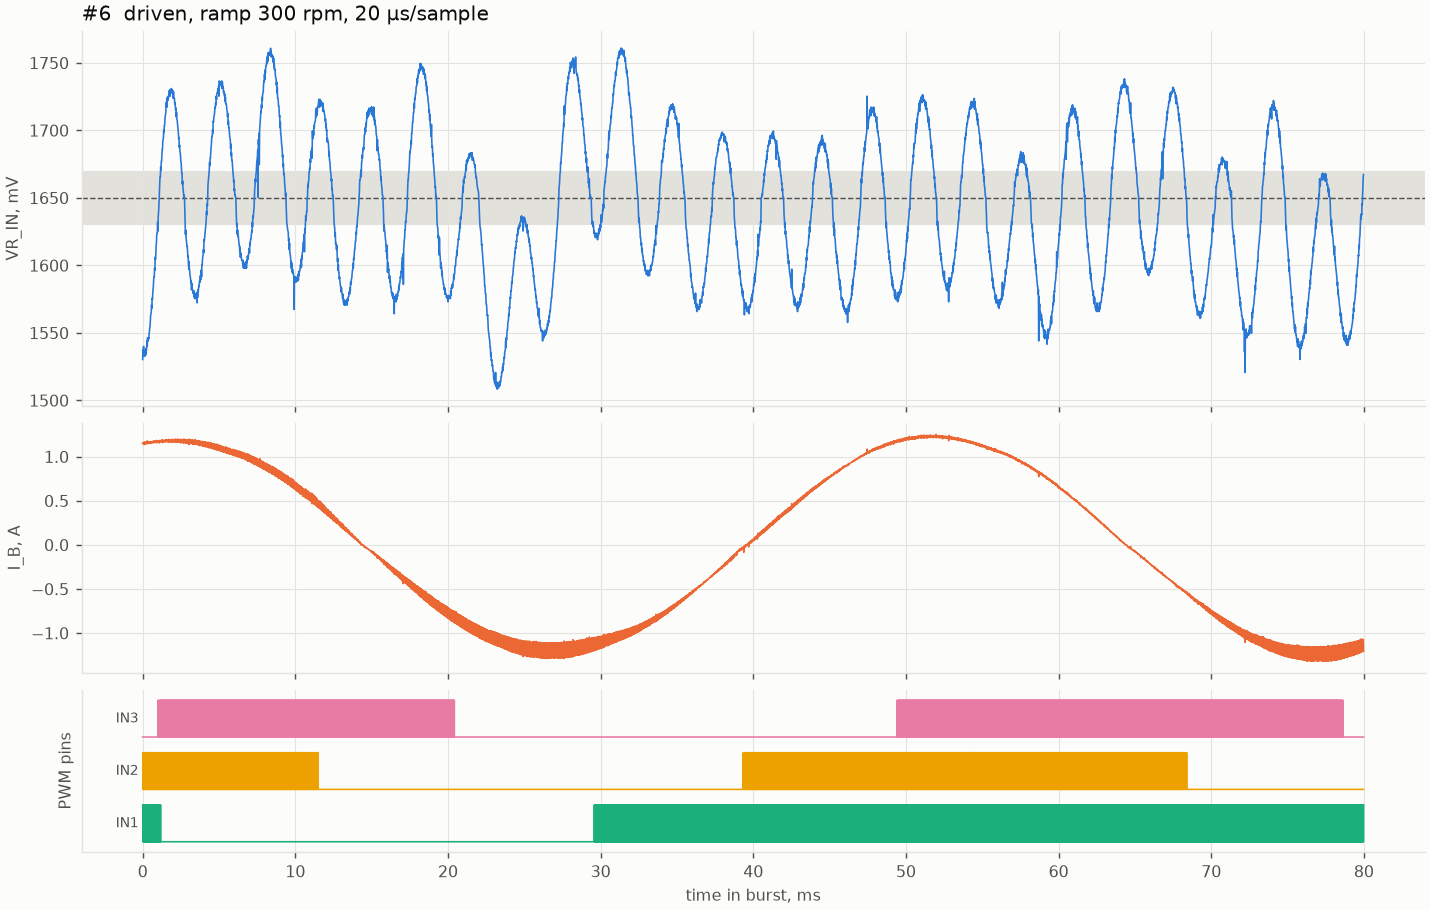 #6  driven, ramp 300 rpm, 20 µs/sample
VR_IN, mV
1750
1700
1650
1600
1550
1500
I_B, A
1.0
0.5
0.0
−0.5
−1.0
PWM pins
IN3
IN2
IN1
0 10 20 30 40 50 60 70 80
time in burst, ms